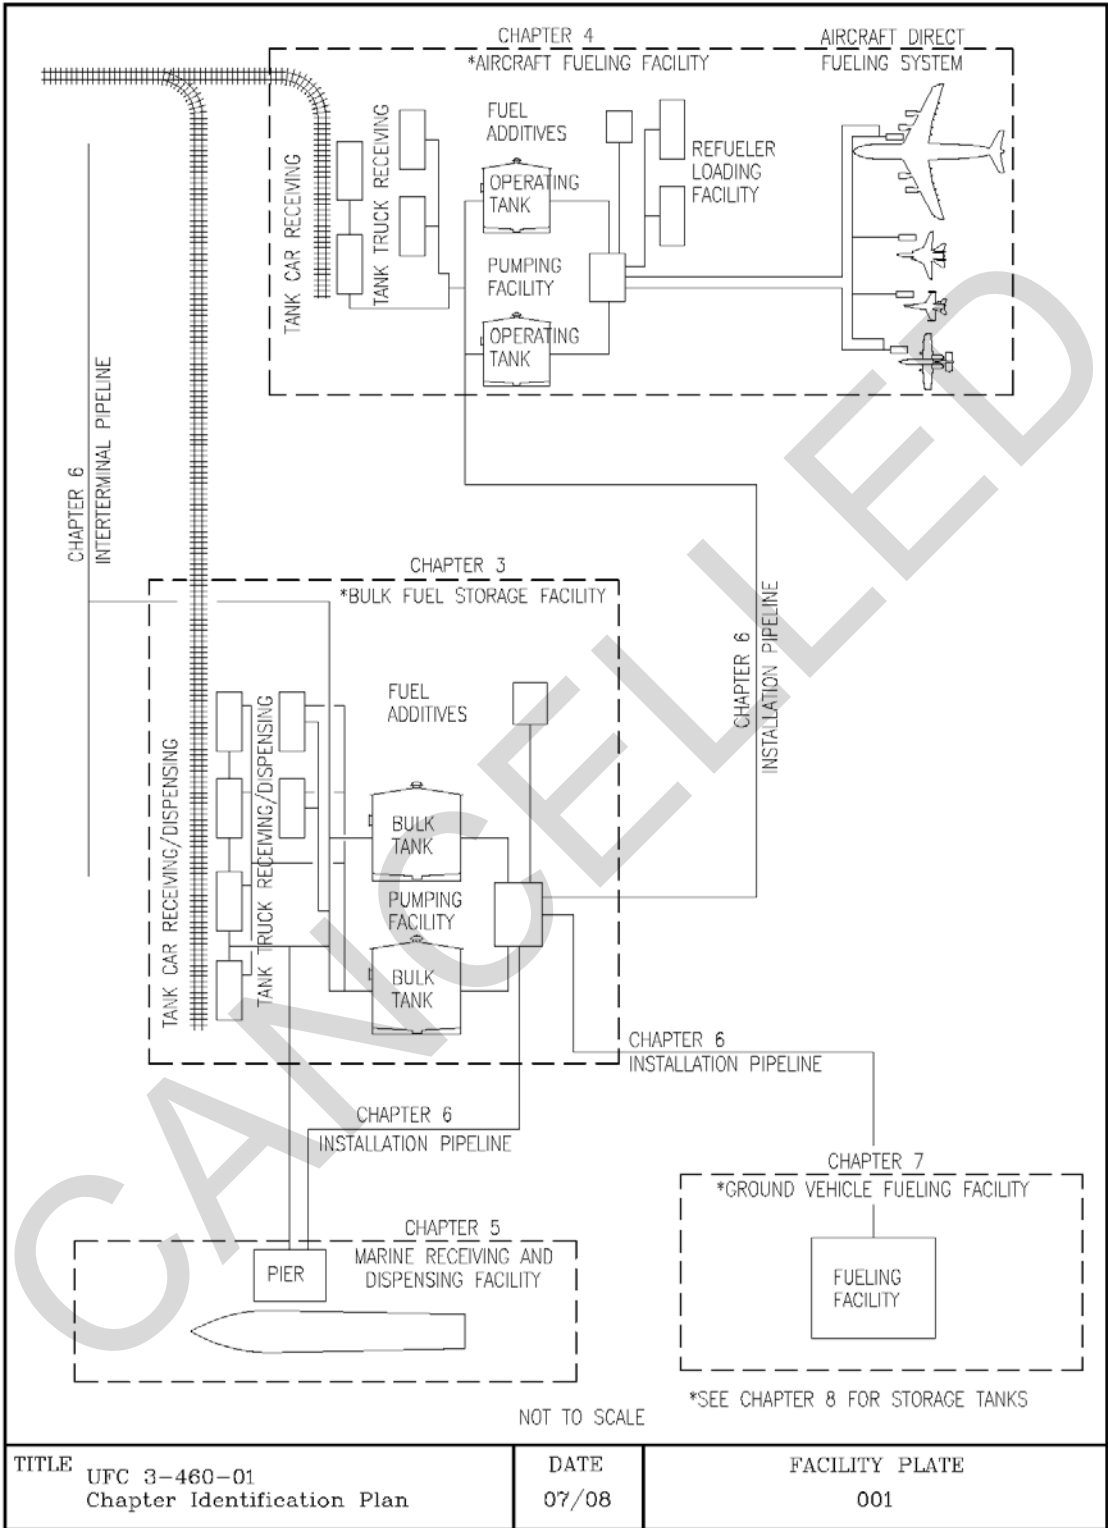 CHAPTER 4
*AIRCRAFT FUELING FACILITY
AIRCRAFT DIRECT
FUELING SYSTEM
TANK CAR RECEIVING
TANK TRUCK RECEIVING
FUEL
ADDITIVES
OPERATING
TANK
REFUELER
LOADING
FACILITY
PUMPING
FACILITY
OPERATING
TANK
CHAPTER 6
INTERTERMINAL PIPELINE
CHAPTER 3
*BULK FUEL STORAGE FACILITY
CHAPTER 6
INSTALLATION PIPELINE
TANK CAR RECEIVING/DISPENSING
TANK TRUCK RECEIVING/DISPENSING
FUEL
ADDITIVES
BULK
TANK
PUMPING
FACILITY
BULK
TANK
CHAPTER 6
INSTALLATION PIPELINE
CHAPTER 6
INSTALLATION PIPELINE
CHAPTER 7
*GROUND VEHICLE FUELING FACILITY
FUELING
FACILITY
CHAPTER 5
MARINE RECEIVING AND
DISPENSING FACILITY
PIER
*SEE CHAPTER 8 FOR STORAGE TANKS
NOT TO SCALE
CANCELLED
TITLE
UFC 3-460-01
Chapter Identification Plan
DATE
07/08
FACILITY PLATE
001